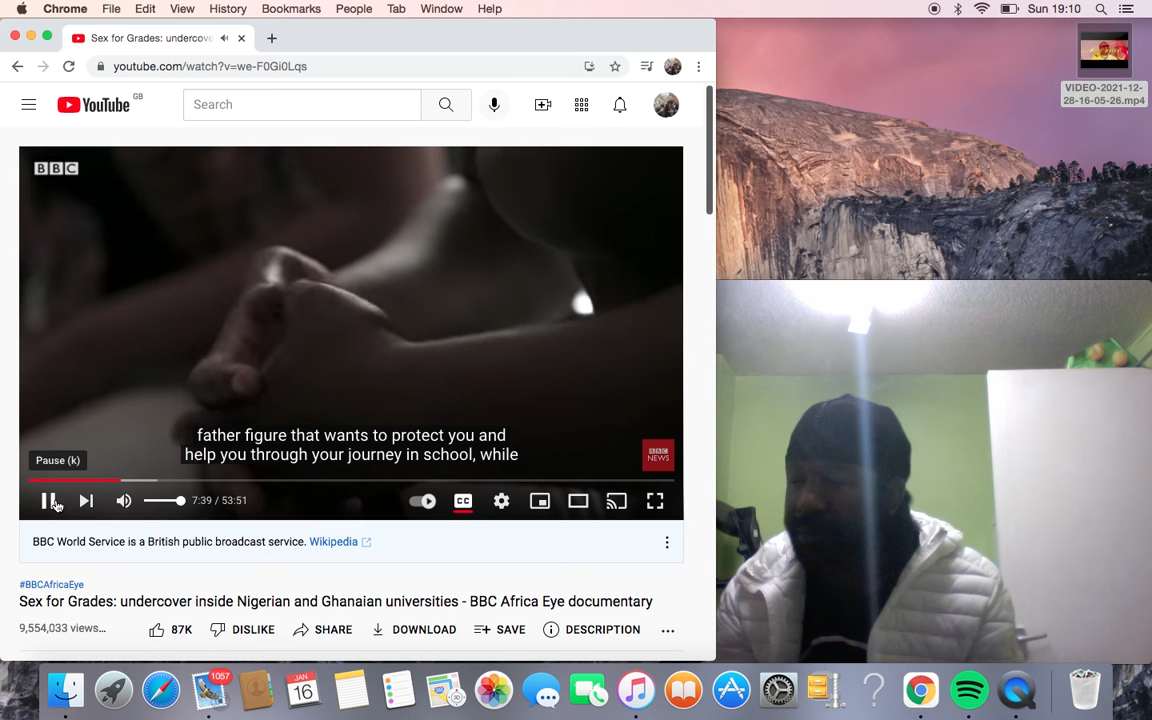 Chrome File Edit View History Bookmarks People Tab Window Help Sun 19:10
Sex for Grades: undercove
youtube.com/watch?v=we-F0Gi0Lqs
YouTube GB
Search
VIDEO-2021-12-
28-16-05-26.mp4
BBC
father figure that wants to protect you and
help you through your journey in school, while
BBC
NEWS
Pause (k)
CC
7:39 / 53:51
BBC World Service is a British public broadcast service. Wikipedia
#BBCAfricaEye
Sex for Grades: undercover inside Nigerian and Ghanaian universities - BBC Africa Eye documentary
9,554,033 views... 87K DISLIKE SHARE DOWNLOAD SAVE DESCRIPTION
1057
JAN
16